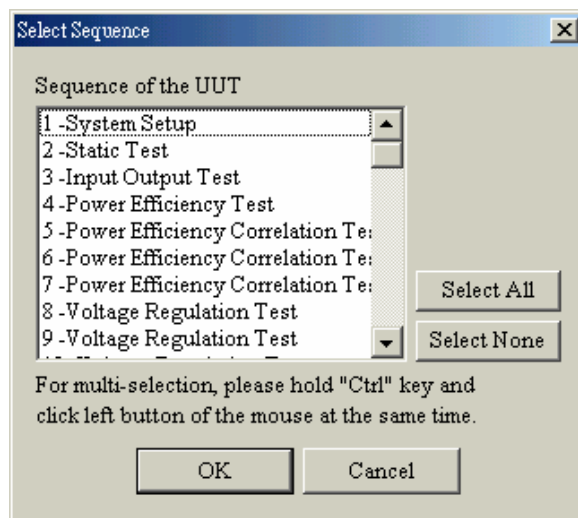 Select Sequence
Sequence of the UUT
1 -System Setup
2 -Static Test
3 -Input Output Test
4 -Power Efficiency Test
5 -Power Efficiency Correlation Te
6 -Power Efficiency Correlation Te
7 -Power Efficiency Correlation Te
8 -Voltage Regulation Test
9 -Voltage Regulation Test
Select All
Select None
For multi-selection, please hold "Ctrl" key and
click left button of the mouse at the same time.
OK
Cancel